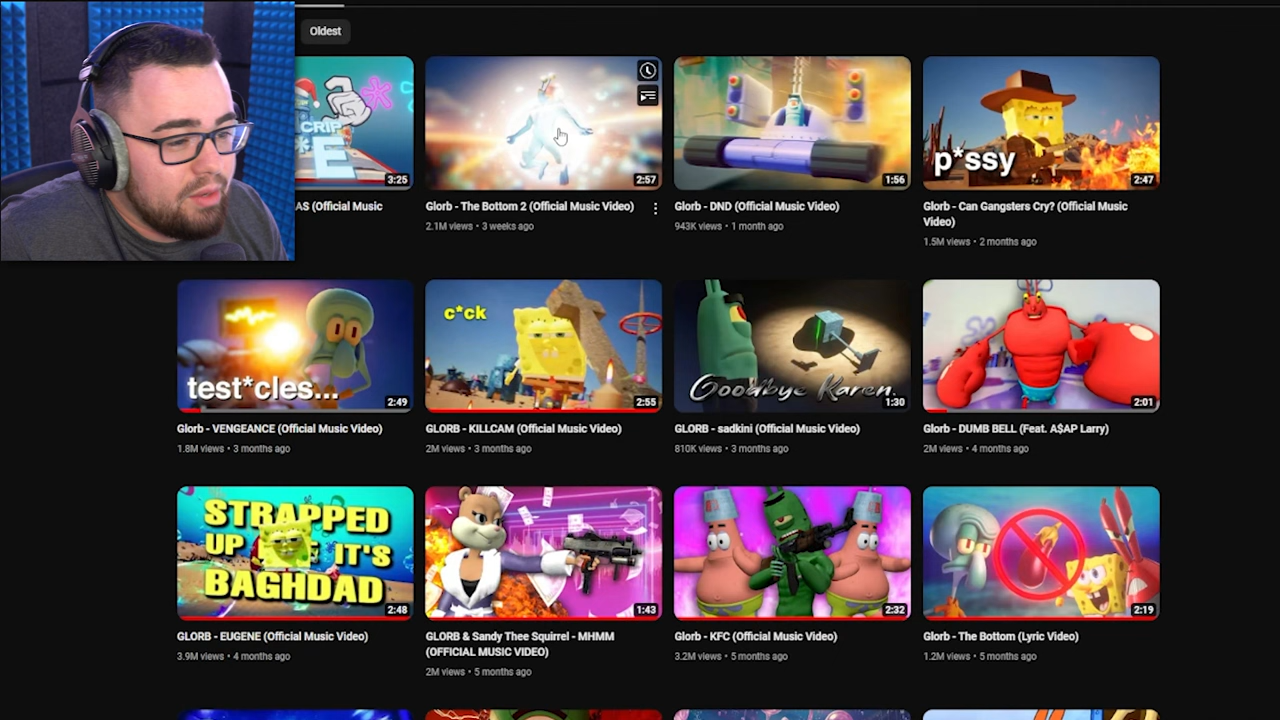 Oldest
CRIP
E
3:25
2:57
1:56
p*ssy
2:47
AS (Official Music
Glorb - The Bottom 2 (Official Music Video)
2.1M views • 3 weeks ago
Glorb - DND (Official Music Video)
943K views • 1 month ago
Glorb - Can Gangsters Cry? (Official Music
Video)
1.5M views • 2 months ago
test*cles...
2:49
c*ck
2:55
Goodbye Karen.
1:30
2:01
Glorb - VENGEANCE (Official Music Video)
1.8M views • 3 months ago
GLORB - KILLCAM (Official Music Video)
2M views • 3 months ago
GLORB - sadkini (Official Music Video)
810K views • 3 months ago
Glorb - DUMB BELL (Feat. A$AP Larry)
2M views • 4 months ago
STRAPPED
UP IT'S
BAGHDAD
2:48
1:43
2:32
2:19
GLORB - EUGENE (Official Music Video)
3.9M views • 4 months ago
GLORB & Sandy Thee Squirrel - MHMM
(OFFICIAL MUSIC VIDEO)
2M views • 5 months ago
Glorb - KFC (Official Music Video)
3.2M views • 5 months ago
Glorb - The Bottom (Lyric Video)
1.2M views • 5 months ago